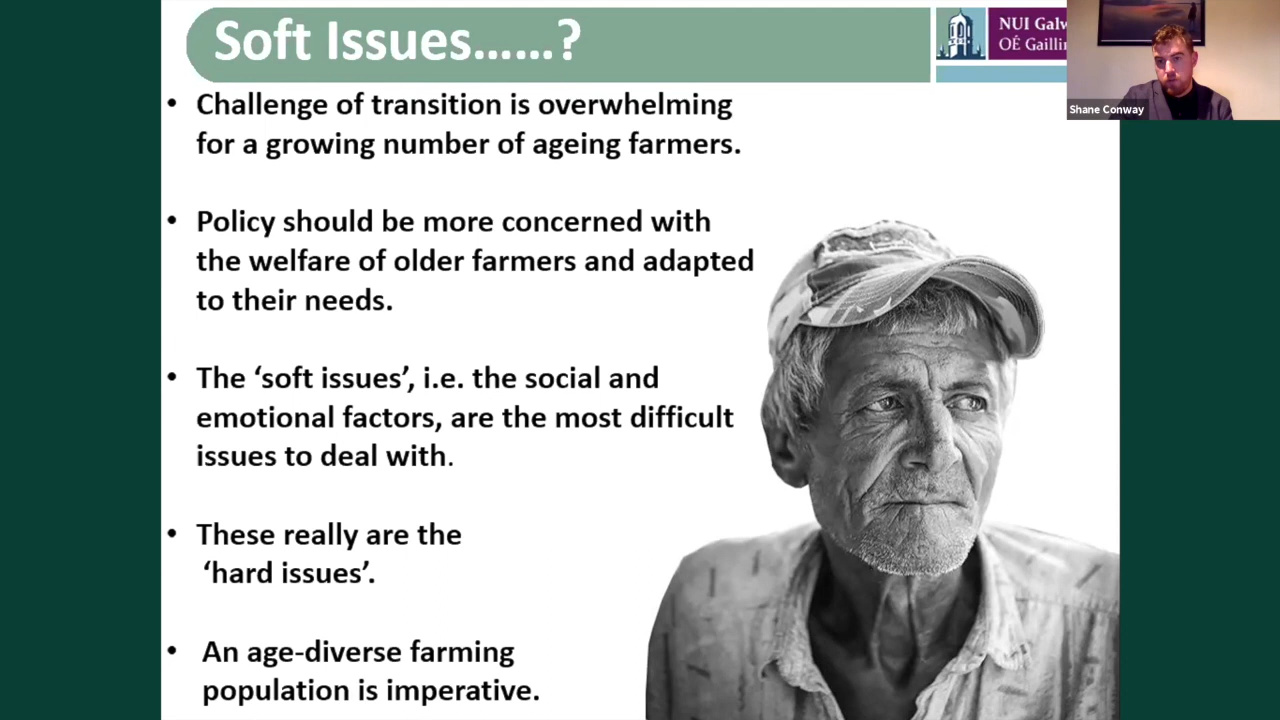 Soft Issues......?
NUI Galw
OÉ Gailli
Shane Conway
• Challenge of transition is overwhelming
for a growing number of ageing farmers.
• Policy should be more concerned with
the welfare of older farmers and adapted
to their needs.
• The ‘soft issues’, i.e. the social and
emotional factors, are the most difficult
issues to deal with.
• These really are the
‘hard issues’.
• An age-diverse farming
population is imperative.